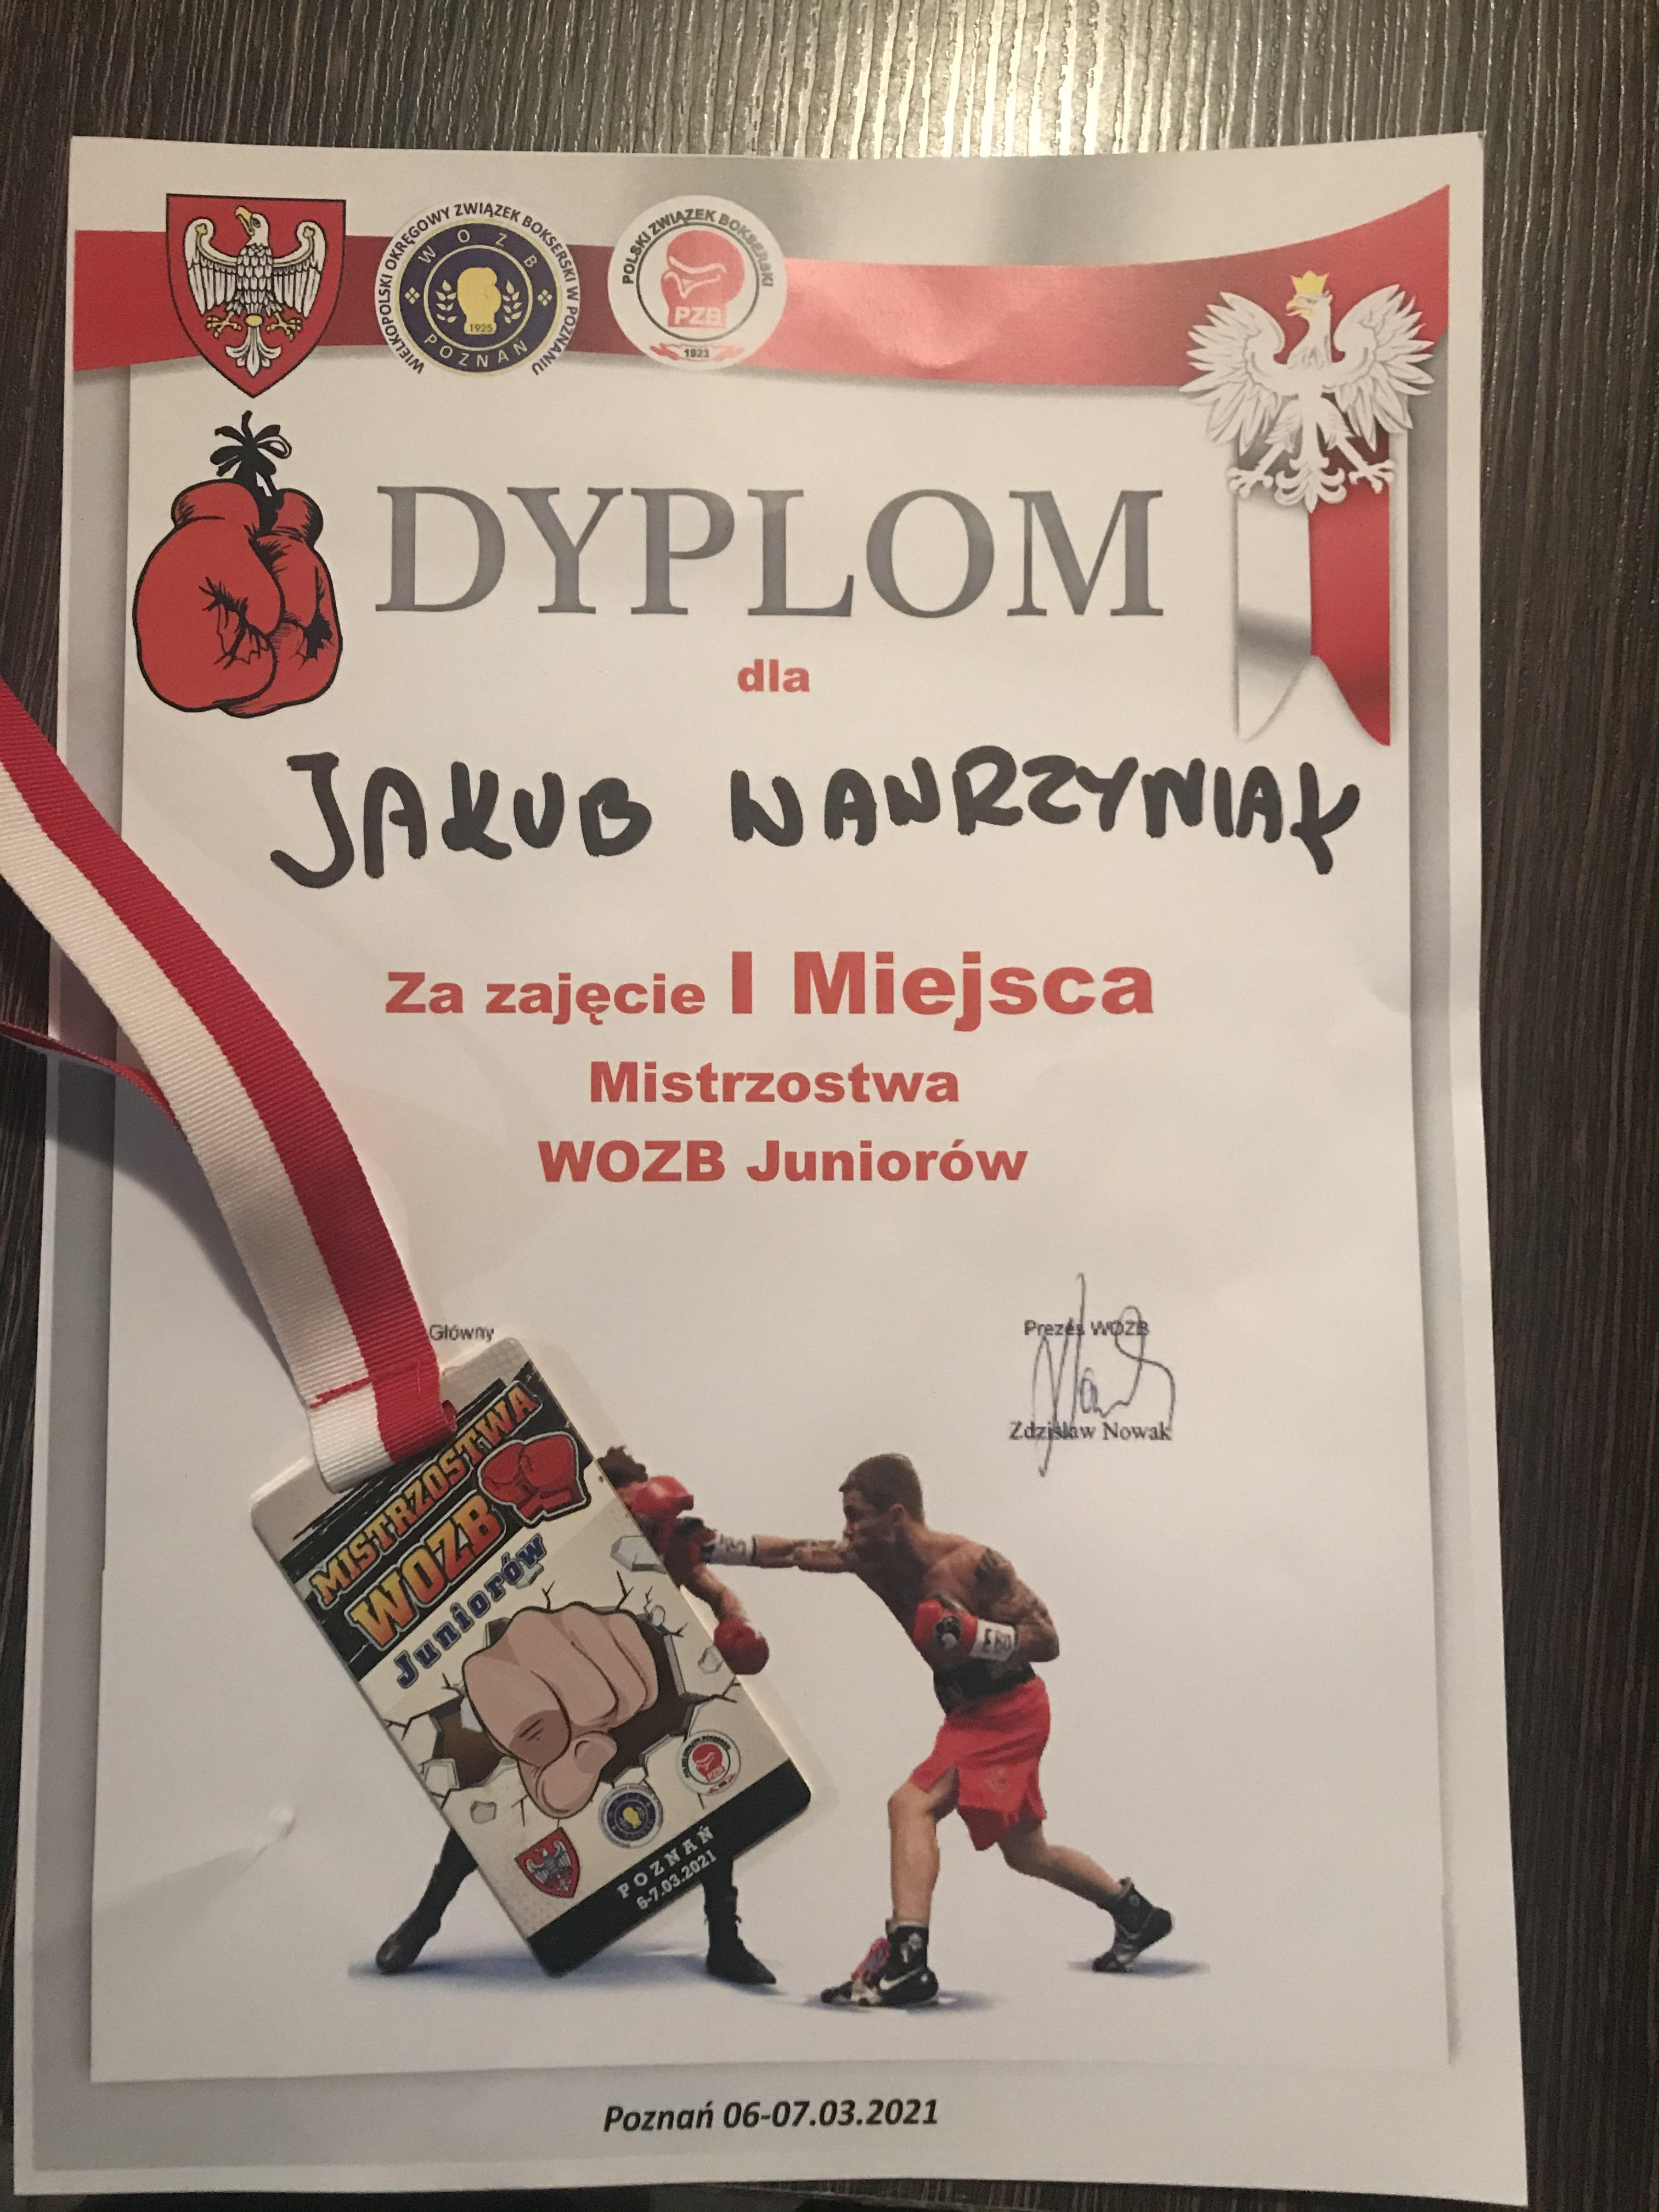 WIELKOPOLSKI OKRĘGOWY ZWIĄZEK BOKSERSKI W POZNANIU
WOZB
1925
POZNAŃ
POLSKI ZWIĄZEK BOKSERSKI
PZB
1923
DYPLOM
dla
JAKUB WAWRZYNIAK
Za zajęcie I Miejsca
Mistrzostwa
WOZB Juniorów
Główny
Prezes WOZB
Zdzisław Nowak
MISTRZOSTWA
WOZB
Juniorów
POZNAŃ
6-7.03.2021
Poznań 06-07.03.2021